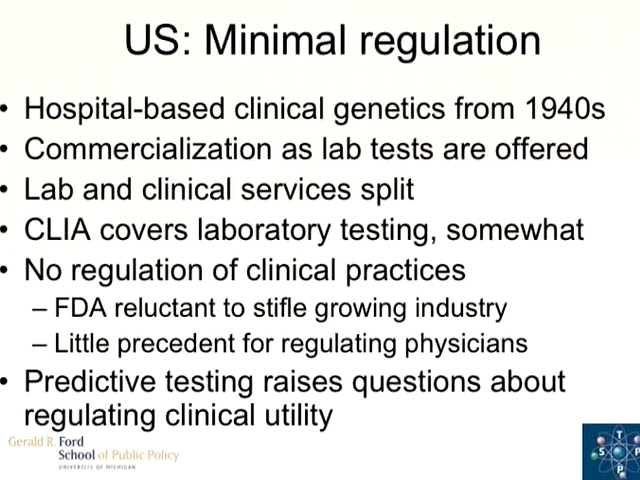 US: Minimal regulation
• Hospital-based clinical genetics from 1940s
• Commercialization as lab tests are offered
• Lab and clinical services split
• CLIA covers laboratory testing, somewhat
• No regulation of clinical practices
– FDA reluctant to stifle growing industry
– Little precedent for regulating physicians
• Predictive testing raises questions about
regulating clinical utility
Gerald R. Ford
School of Public Policy
UNIVERSITY OF MICHIGAN
T
S P
P